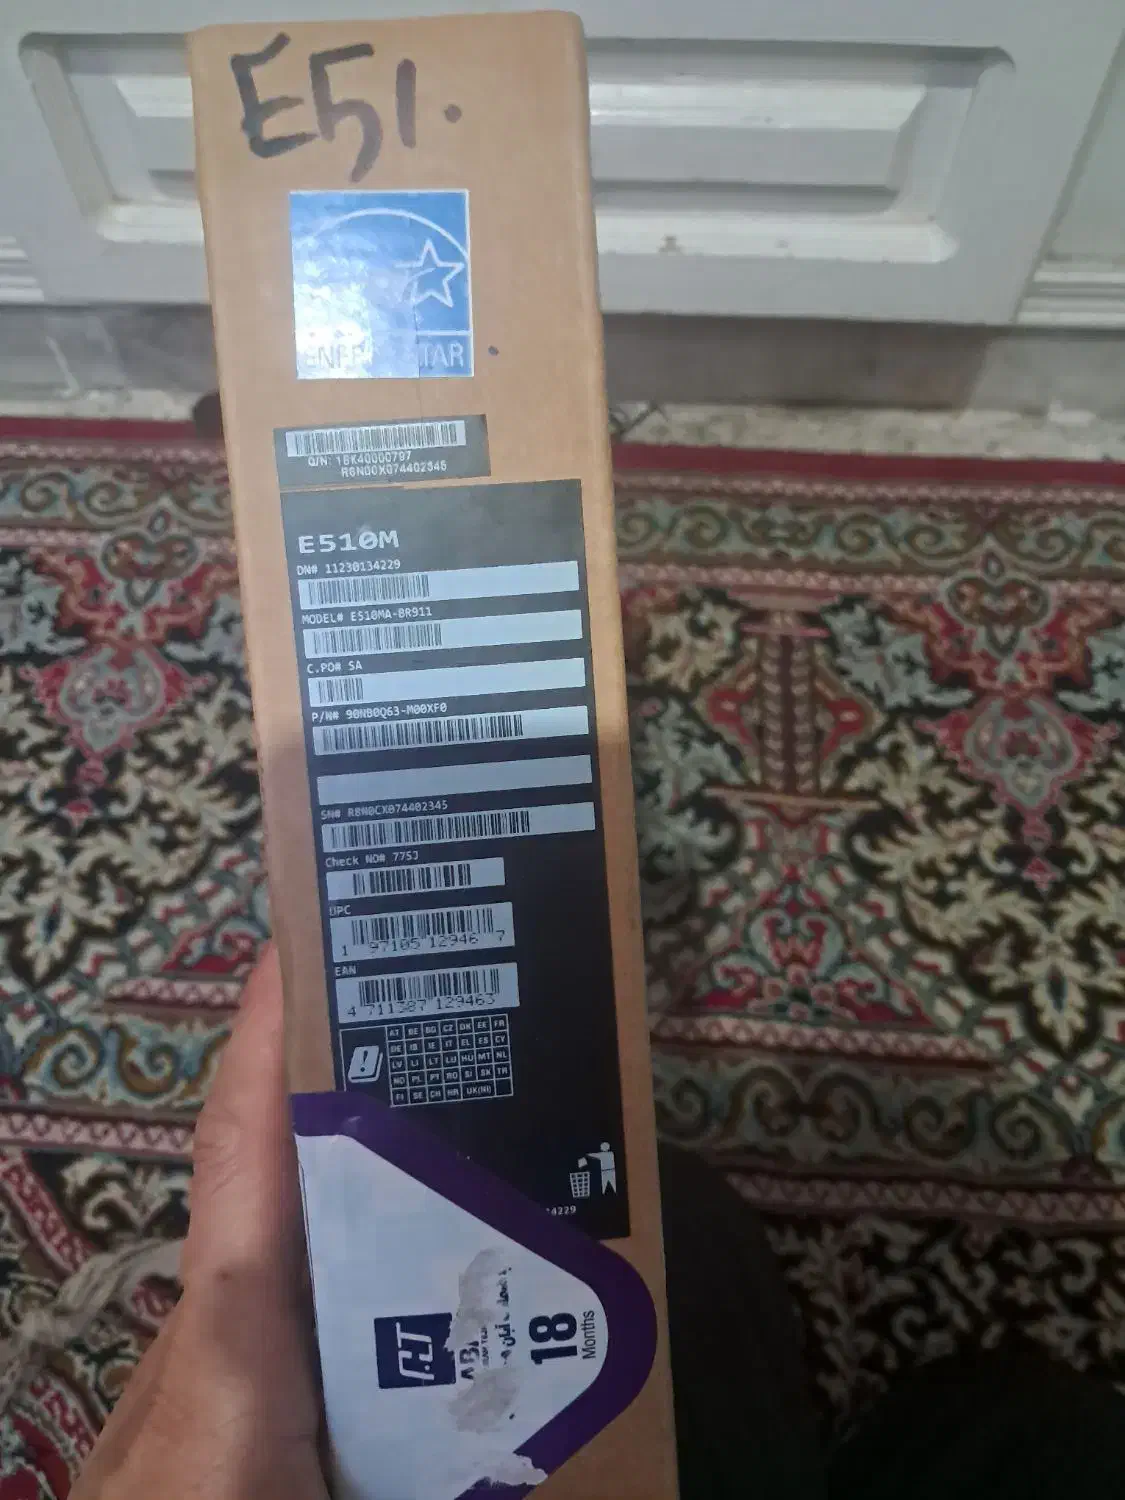 E51.
ENERGY STAR
Q/N: 18K40000797
R8N0CX074402345
E510M
DN# 11230134229
MODEL# E510MA-BR911
C.PO# SA
P/N# 90NB0Q63-M00XF0
SN# R8N0CX074402345
Check NO# 775J
UPC
1 97105 12946 7
EAN
4 711387 129463
AT BE BG CZ DK EE FR
DE IS IE IT EL ES CY
LV LI LT LU HU MT NL
NO PL PT RO SI SK TR
FI SE CH HR UK(NI)
34229
18
Months